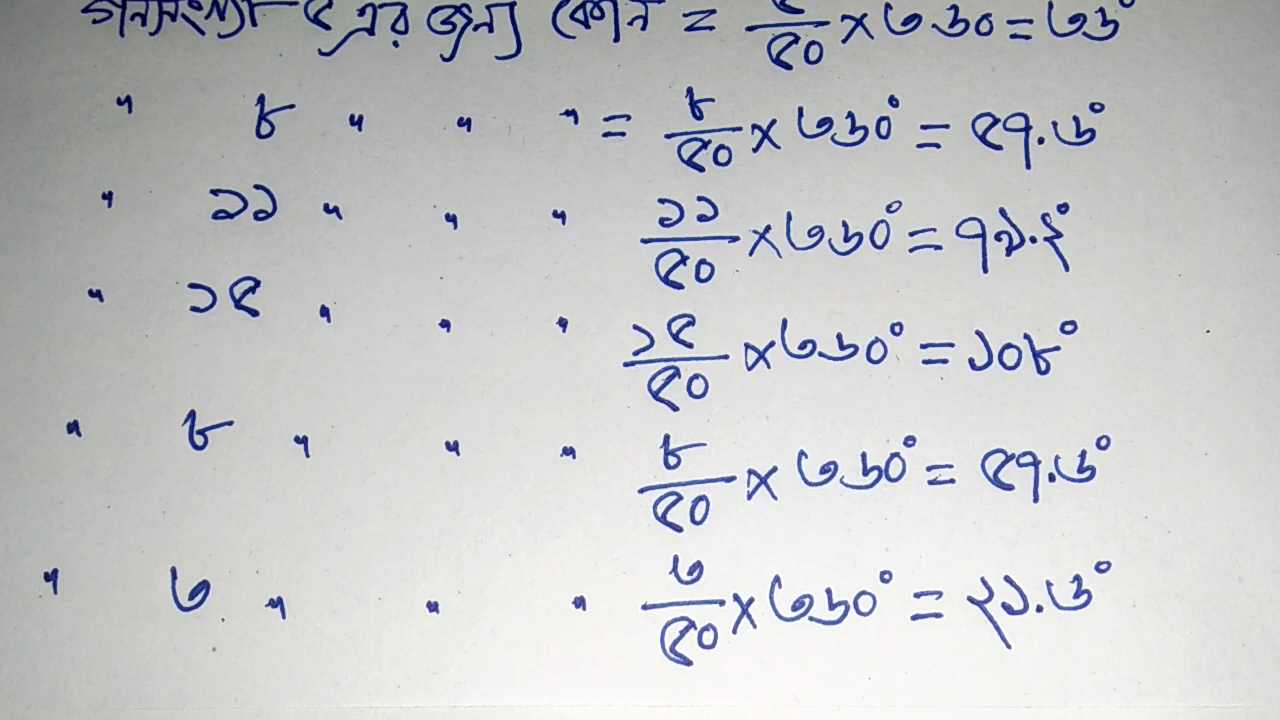 গনসংখ্যা ৫ এর জন্য কোন = ৫/৫০ × ৩৬০ = ৩৬°
" ৮ " " " = ৮/৫০ × ৩৬০° = ৫৭.৬°
" ১১ " " " ১১/৫০ × ৩৬০° = ৭৯.২°
" ১৫ " " " ১৫/৫০ × ৩৬০° = ১০৮°
" ৮ " " " ৮/৫০ × ৩৬০° = ৫৭.৬°
" ৩ " " " ৩/৫০ × ৩৬০° = ২১.৬°